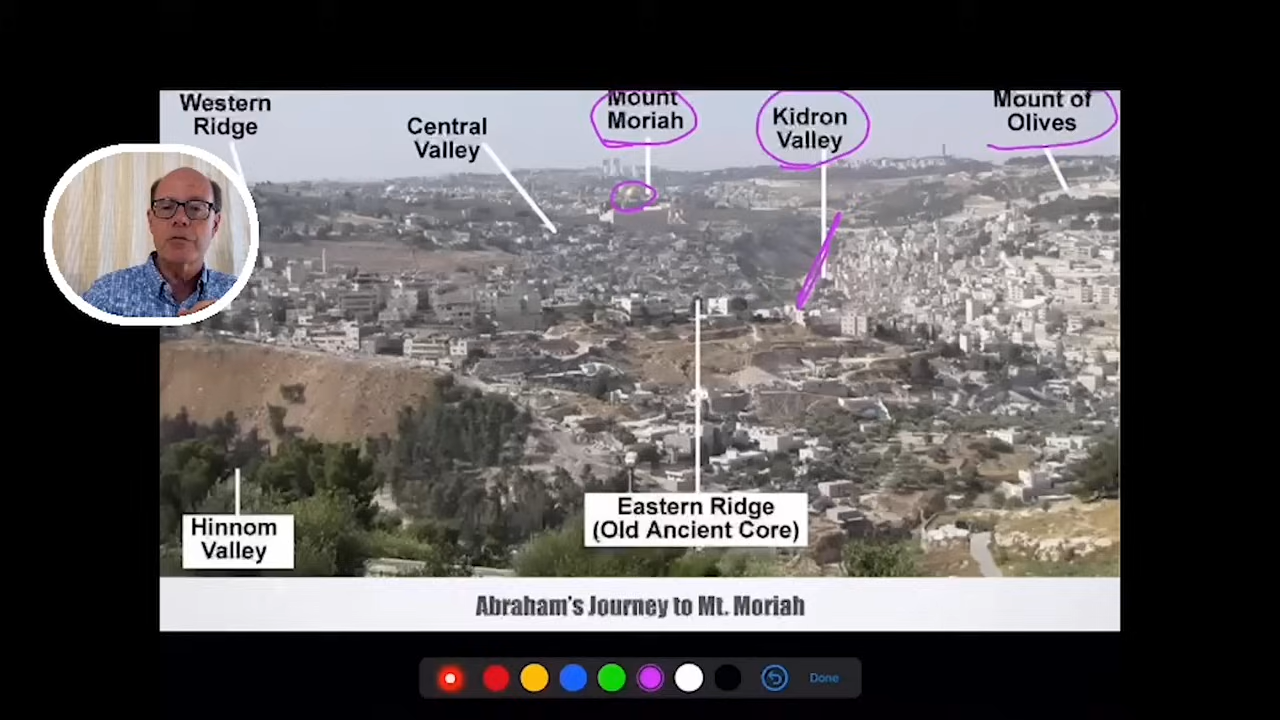 Western
Ridge
Central
Valley
Mount
Moriah
Kidron
Valley
Mount of
Olives
Hinnom
Valley
Eastern Ridge
(Old Ancient Core)
Abraham's Journey to Mt. Moriah
Done